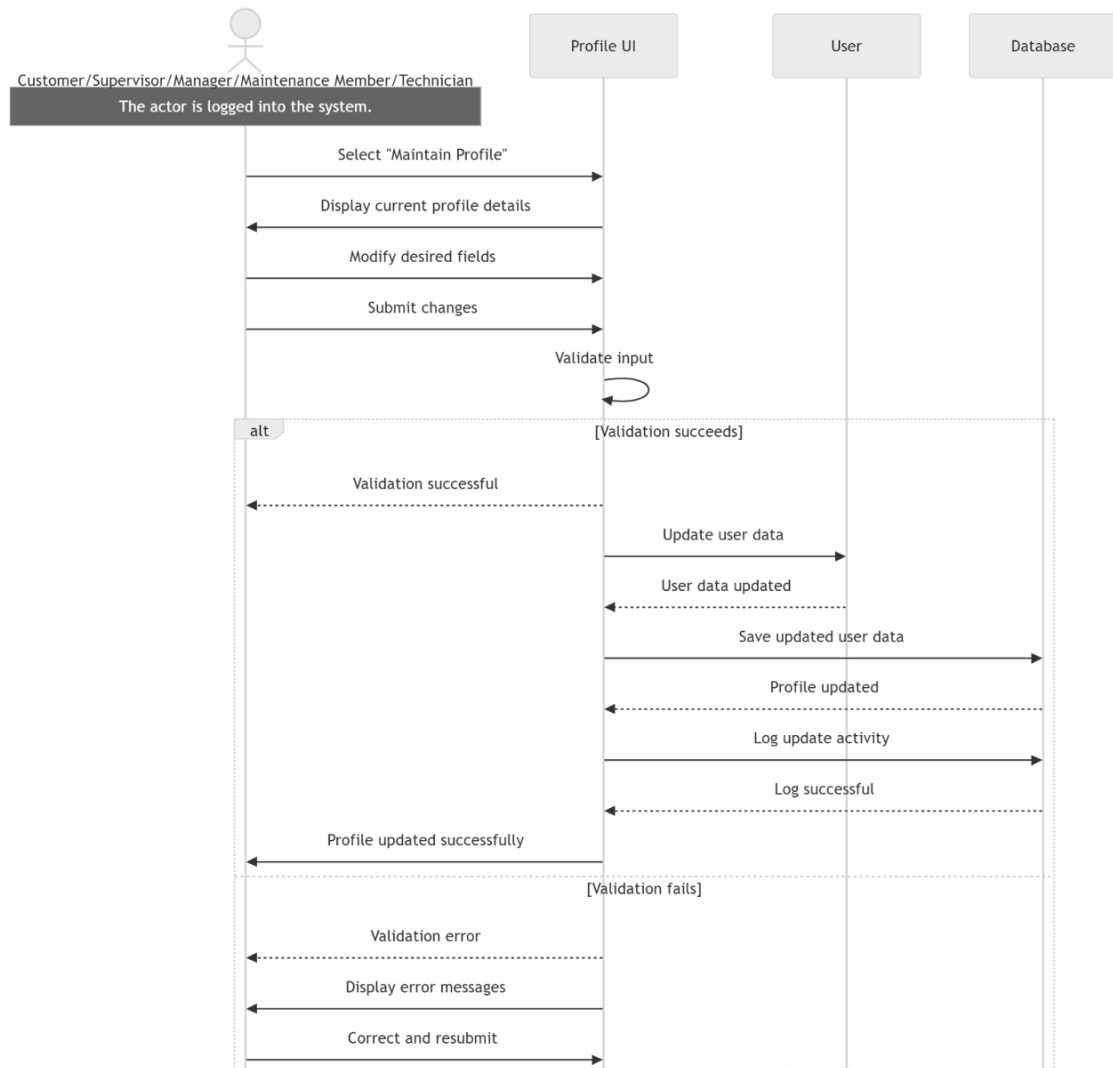 Profile UI
User
Database
Customer/Supervisor/Manager/Maintenance Member/Technician
The actor is logged into the system.
Select "Maintain Profile"
Display current profile details
Modify desired fields
Submit changes
Validate input
alt
[Validation succeeds]
Validation successful
Update user data
User data updated
Save updated user data
Profile updated
Log update activity
Log successful
Profile updated successfully
[Validation fails]
Validation error
Display error messages
Correct and resubmit